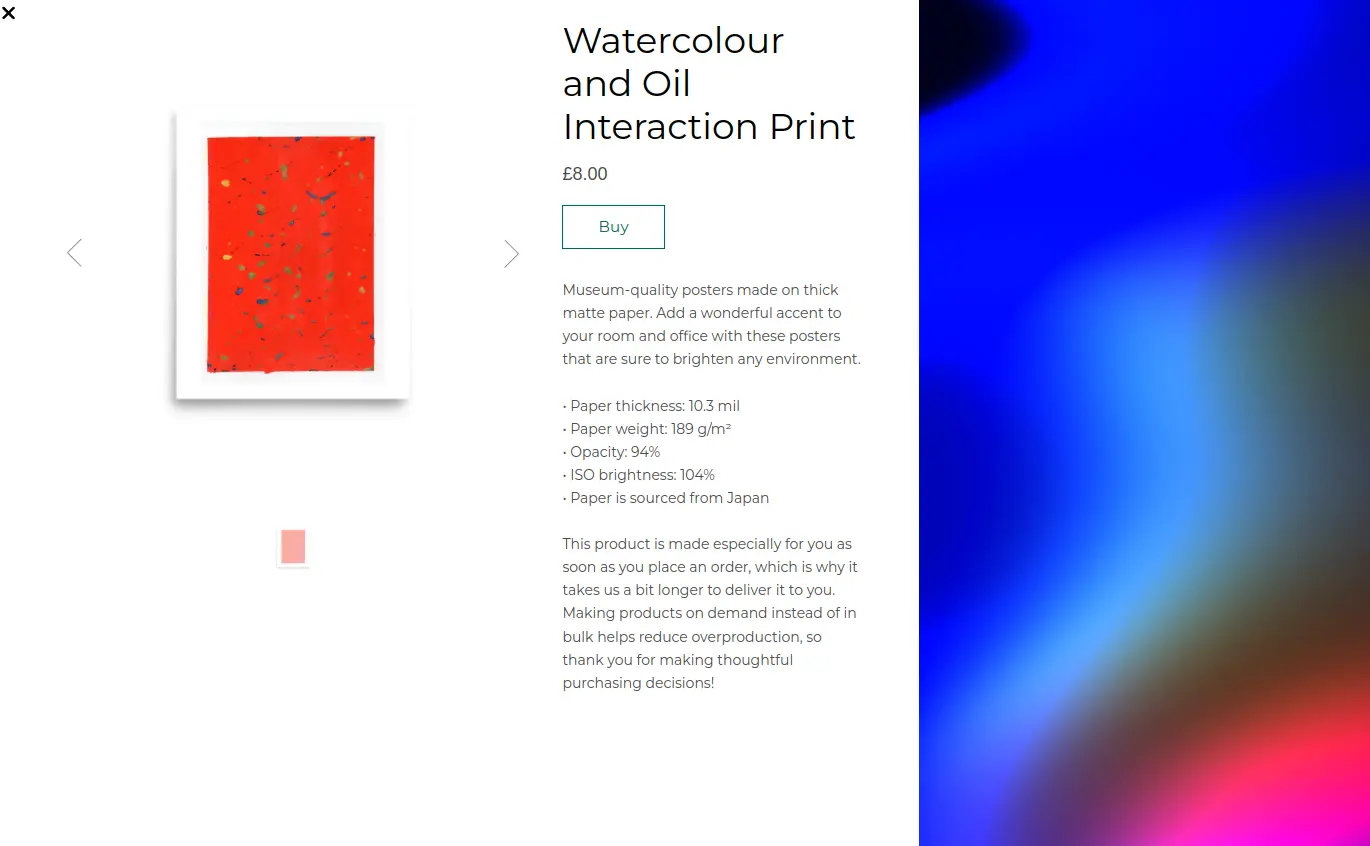 Watercolour
and Oil
Interaction Print
£8.00
Buy
Museum-quality posters made on thick
matte paper. Add a wonderful accent to
your room and office with these posters
that are sure to brighten any environment.
• Paper thickness: 10.3 mil
• Paper weight: 189 g/m²
• Opacity: 94%
• ISO brightness: 104%
• Paper is sourced from Japan
This product is made especially for you as
soon as you place an order, which is why it
takes us a bit longer to deliver it to you.
Making products on demand instead of in
bulk helps reduce overproduction, so
thank you for making thoughtful
purchasing decisions!